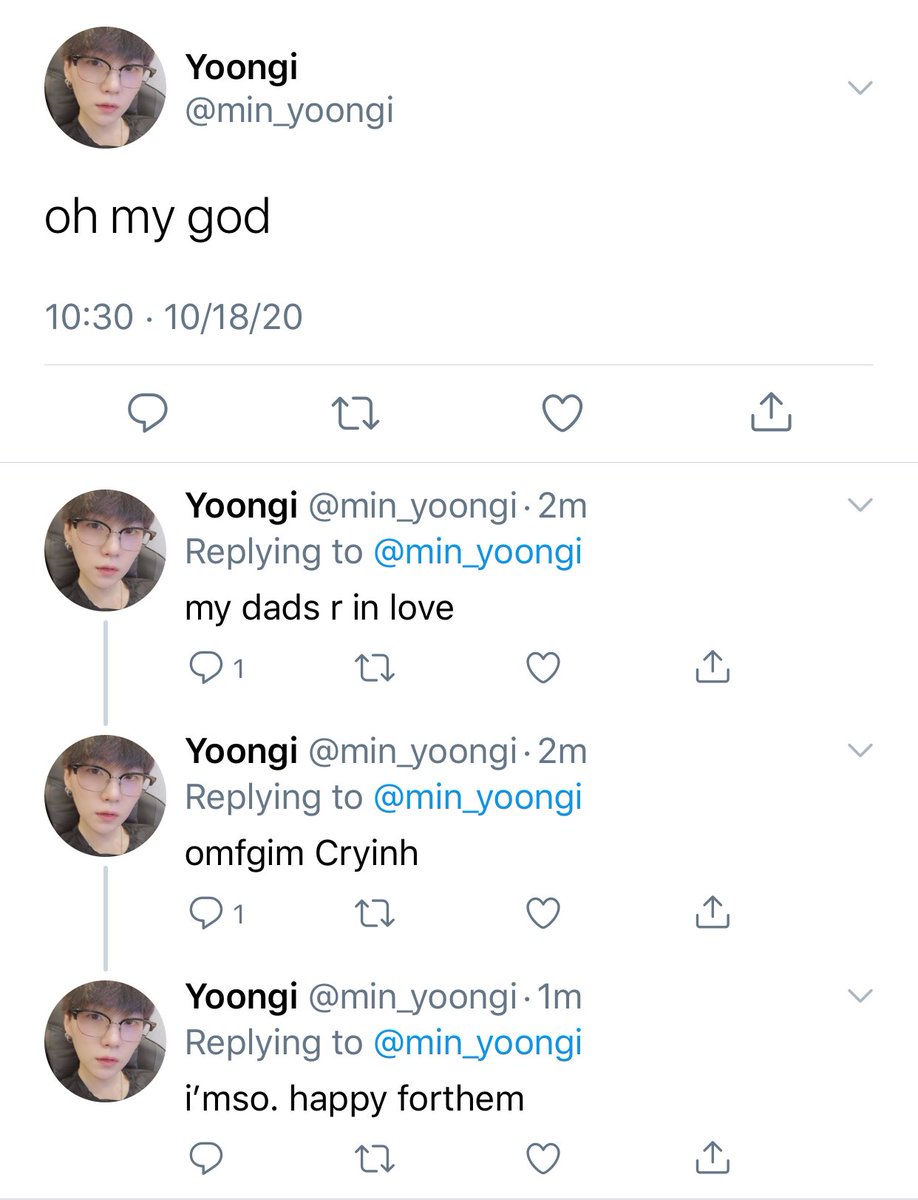 Yoongi
@min_yoongi
oh my god
10:30 · 10/18/20
Yoongi @min_yoongi · 2m
Replying to @min_yoongi
my dads r in love
1
Yoongi @min_yoongi · 2m
Replying to @min_yoongi
omfgim Cryinh
1
Yoongi @min_yoongi · 1m
Replying to @min_yoongi
i’mso. happy forthem